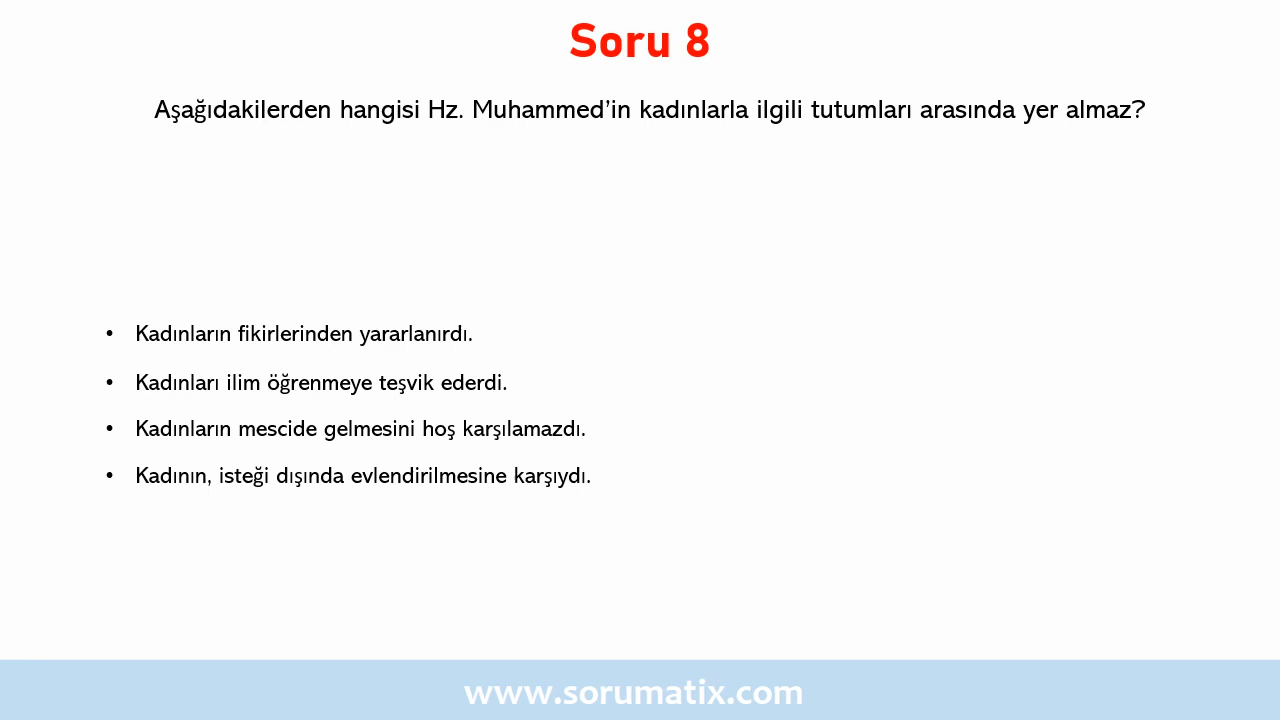 Soru 8
Aşağıdakilerden hangisi Hz. Muhammed’in kadınlarla ilgili tutumları arasında yer almaz?
• Kadınların fikirlerinden yararlanırdı.
• Kadınları ilim öğrenmeye teşvik ederdi.
• Kadınların mescide gelmesini hoş karşılamazdı.
• Kadının, isteği dışında evlendirilmesine karşıydı.
www.sorumatix.com